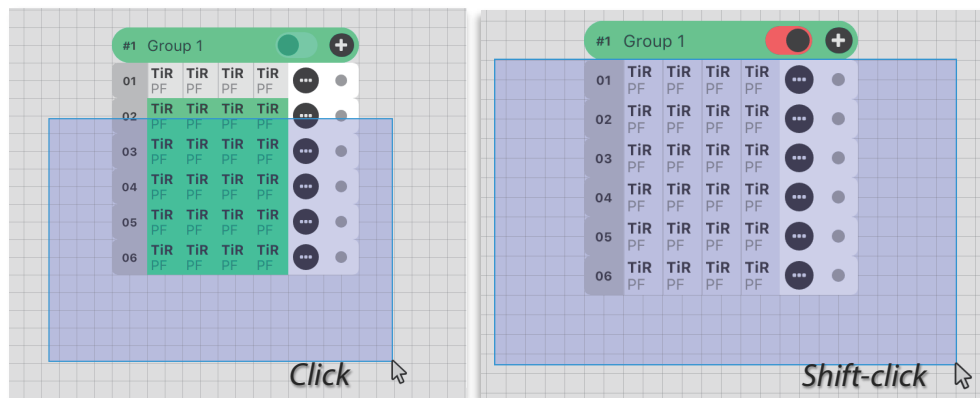 #1 Group 1
01 TiR TiR TiR TiR
PF PF PF PF
02 TiR TiR TiR TiR
PF PF PF PF
03 TiR TiR TiR TiR
PF PF PF PF
04 TiR TiR TiR TiR
PF PF PF PF
05 TiR TiR TiR TiR
PF PF PF PF
06 TiR TiR TiR TiR
PF PF PF PF
Click
#1 Group 1
01 TiR TiR TiR TiR
PF PF PF PF
02 TiR TiR TiR TiR
PF PF PF PF
03 TiR TiR TiR TiR
PF PF PF PF
04 TiR TiR TiR TiR
PF PF PF PF
05 TiR TiR TiR TiR
PF PF PF PF
06 TiR TiR TiR TiR
PF PF PF PF
Shift-click